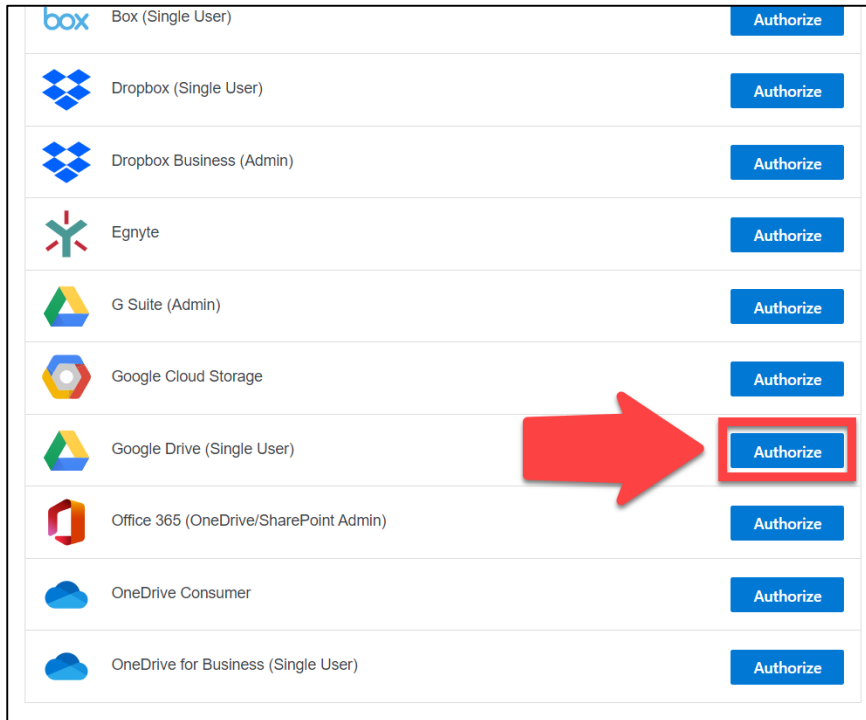 box Box (Single User) Authorize
Dropbox (Single User) Authorize
Dropbox Business (Admin) Authorize
Egnyte Authorize
G Suite (Admin) Authorize
Google Cloud Storage Authorize
Google Drive (Single User) Authorize
Office 365 (OneDrive/SharePoint Admin) Authorize
OneDrive Consumer Authorize
OneDrive for Business (Single User) Authorize